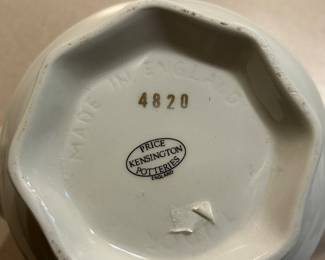 MADE IN ENGLAND
4820
PRICE
KENSINGTON
POTTERIES
ENGLAND